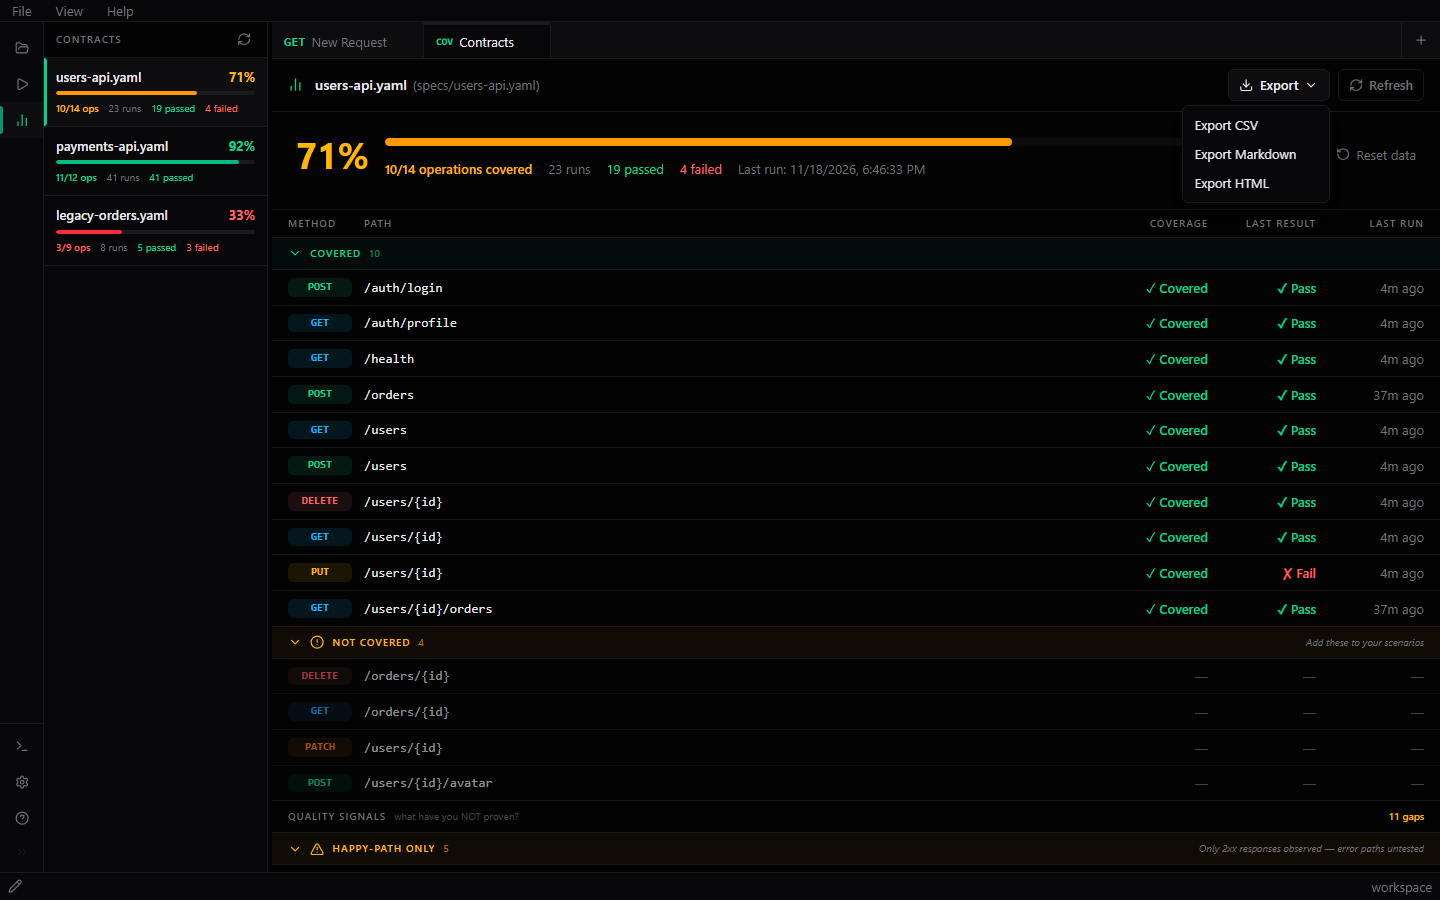 File View Help
CONTRACTS
users-api.yaml 71%
10/14 ops 23 runs 19 passed 4 failed
payments-api.yaml 92%
11/12 ops 41 runs 41 passed
legacy-orders.yaml 33%
3/9 ops 8 runs 5 passed 3 failed
GET New Request COV Contracts
users-api.yaml (specs/users-api.yaml) Export Refresh
Export CSV
Export Markdown
Export HTML
71%
10/14 operations covered 23 runs 19 passed 4 failed Last run: 11/18/2026, 6:46:33 PM
Reset data
METHOD PATH COVERAGE LAST RESULT LAST RUN
COVERED 10
POST /auth/login ✓ Covered ✓ Pass 4m ago
GET /auth/profile ✓ Covered ✓ Pass 4m ago
GET /health ✓ Covered ✓ Pass 4m ago
POST /orders ✓ Covered ✓ Pass 37m ago
GET /users ✓ Covered ✓ Pass 4m ago
POST /users ✓ Covered ✓ Pass 4m ago
DELETE /users/{id} ✓ Covered ✓ Pass 4m ago
GET /users/{id} ✓ Covered ✓ Pass 4m ago
PUT /users/{id} ✓ Covered ✗ Fail 4m ago
GET /users/{id}/orders ✓ Covered ✓ Pass 37m ago
NOT COVERED 4 Add these to your scenarios
DELETE /orders/{id} — — —
GET /orders/{id} — — —
PATCH /users/{id} — — —
POST /users/{id}/avatar — — —
QUALITY SIGNALS what have you NOT proven? 11 gaps
HAPPY-PATH ONLY 5 Only 2xx responses observed — error paths untested
workspace